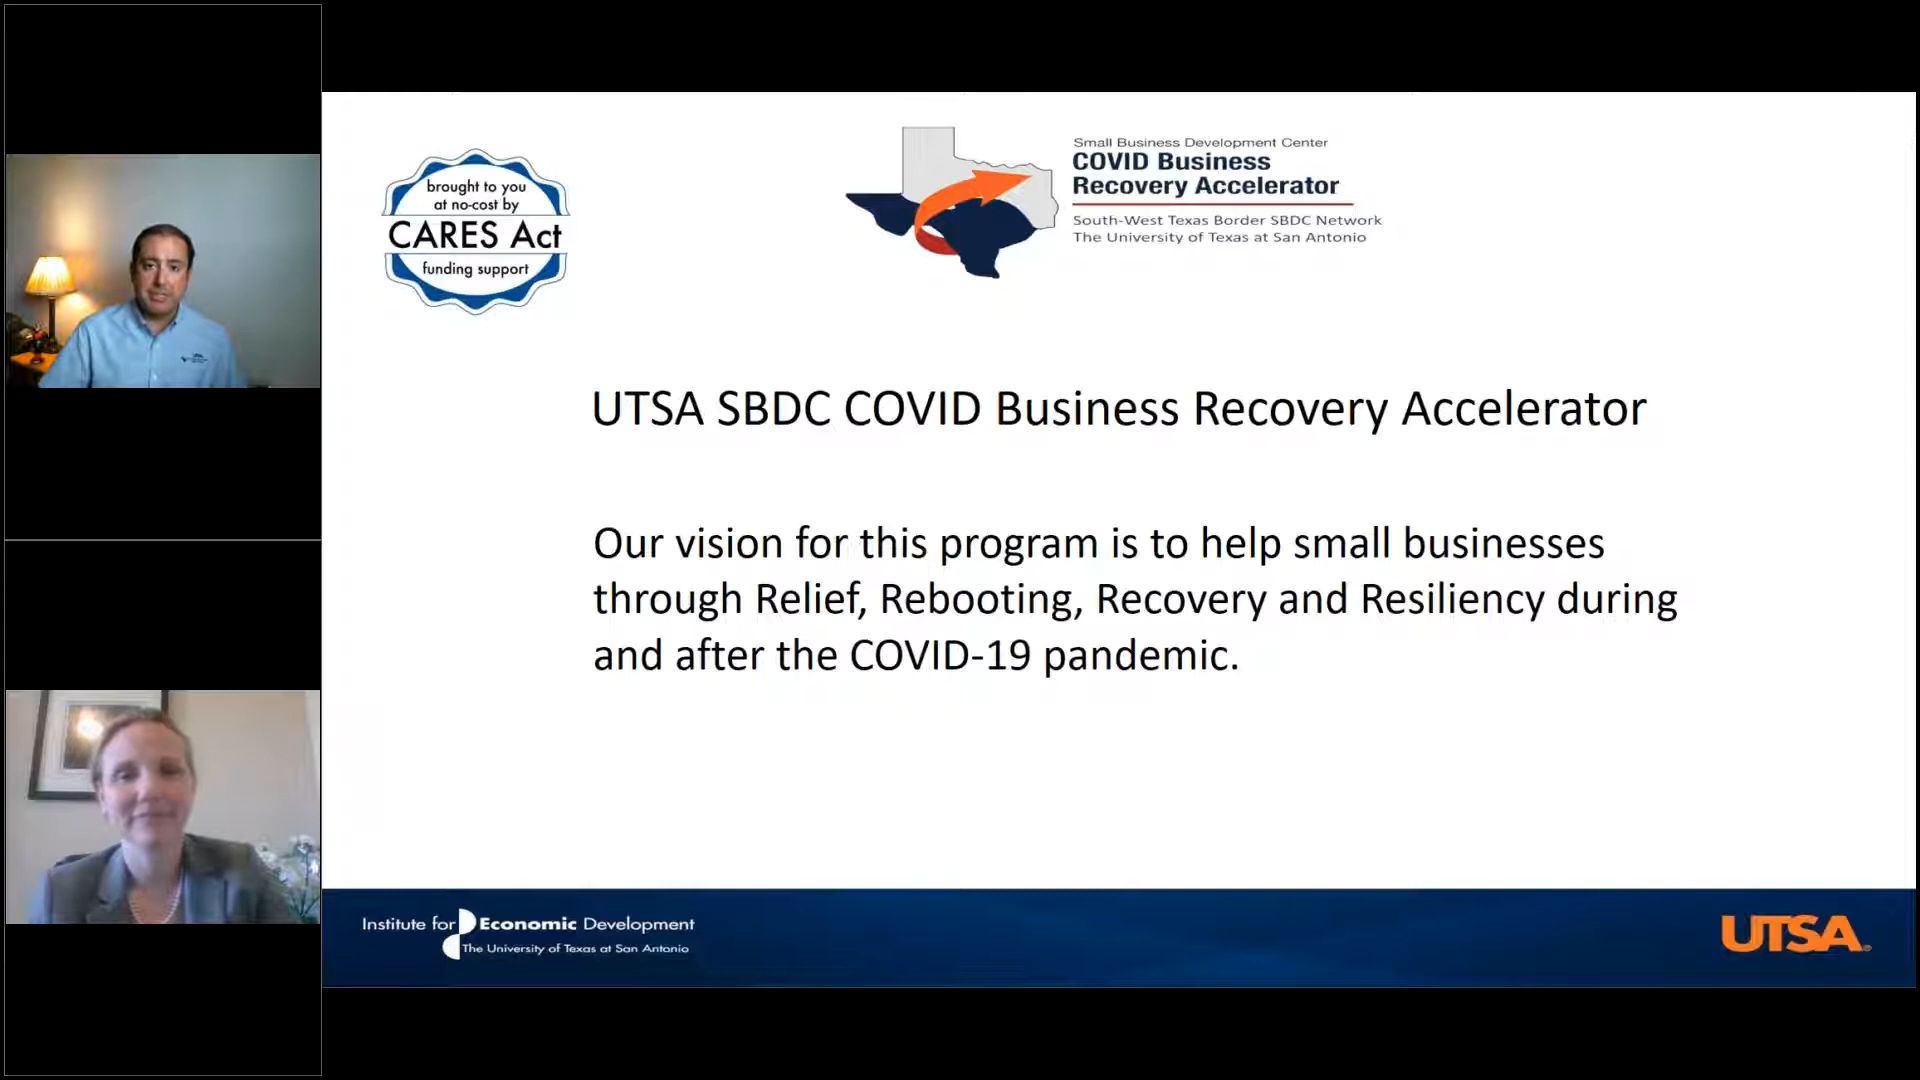 brought to you
at no-cost by
CARES Act
funding support
Small Business Development Center
COVID Business
Recovery Accelerator
South-West Texas Border SBDC Network
The University of Texas at San Antonio
UTSA SBDC COVID Business Recovery Accelerator
Our vision for this program is to help small businesses
through Relief, Rebooting, Recovery and Resiliency during
and after the COVID-19 pandemic.
Institute for Economic Development
The University of Texas at San Antonio
UTSA